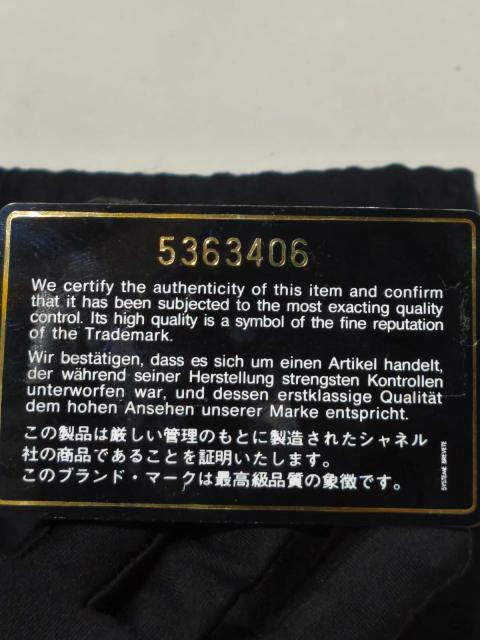 5363406
We certify the authenticity of this item and confirm
that it has been subjected to the most exacting quality
control. Its high quality is a symbol of the fine reputation
of the Trademark.
Wir bestätigen, dass es sich um einen Artikel handelt,
der während seiner Herstellung strengsten Kontrollen
unterworfen war, und dessen erstklassige Qualität
dem hohen Ansehen unserer Marke entspricht.
この製品は厳しい管理のもとに製造されたシャネル
社の商品であることを証明いたします。
このブランド・マークは最高級品質の象徴です。
SYSTEME BREVETE